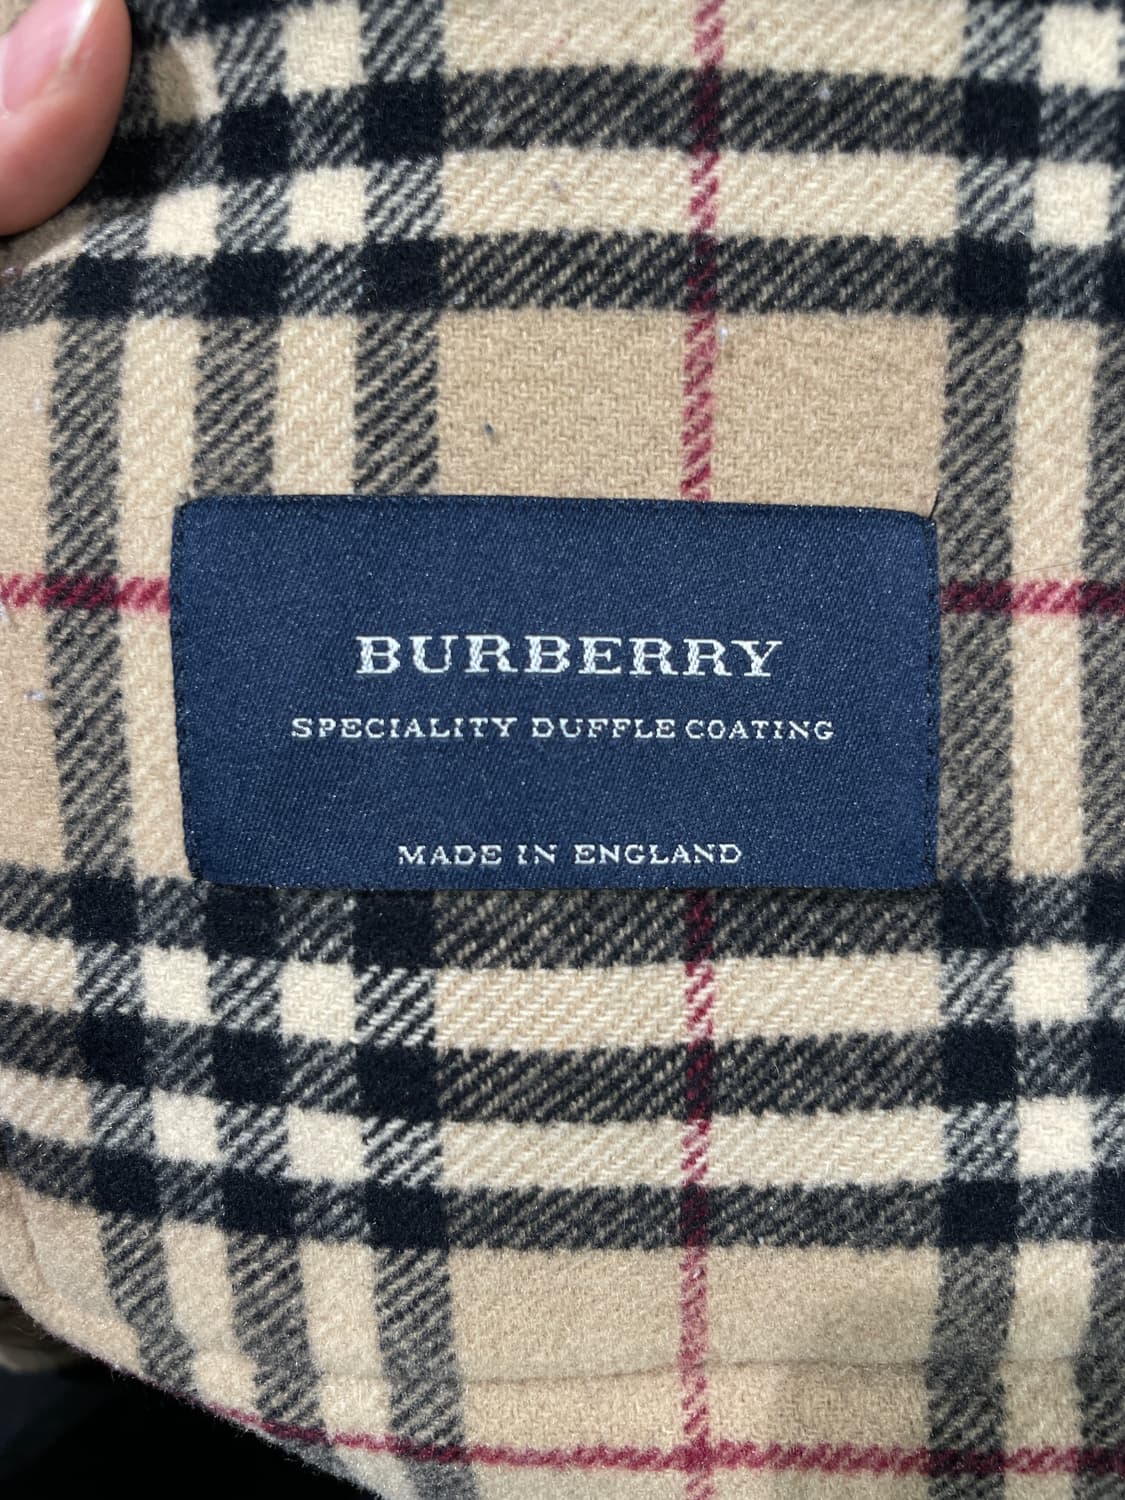 BURBERRY
SPECIALITY DUFFLE COATING
MADE IN ENGLAND